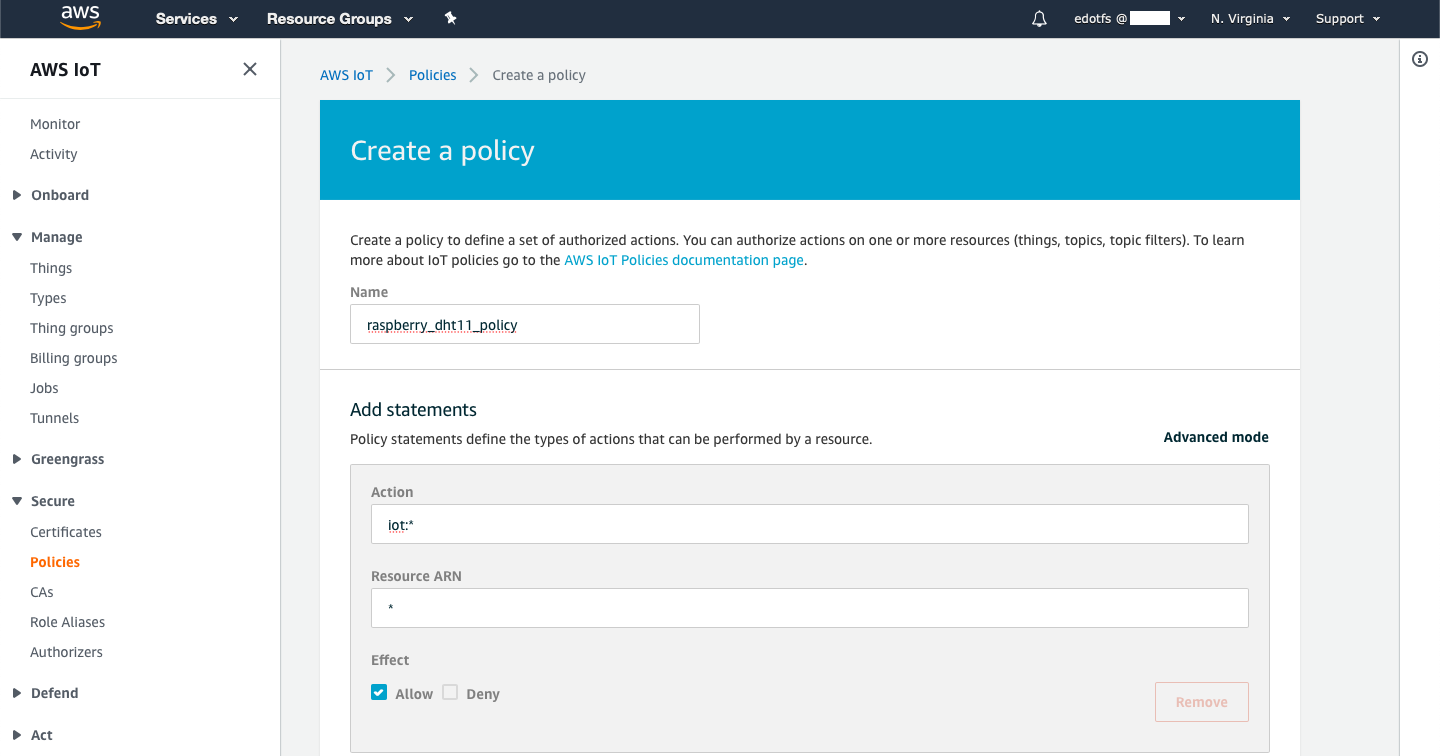 aws Services Resource Groups edotfs @ N. Virginia Support
AWS IoT
Monitor
Activity
Onboard
Manage
Things
Types
Thing groups
Billing groups
Jobs
Tunnels
Greengrass
Secure
Certificates
Policies
CAs
Role Aliases
Authorizers
Defend
Act
AWS IoT Policies Create a policy
Create a policy
Create a policy to define a set of authorized actions. You can authorize actions on one or more resources (things, topics, topic filters). To learn
more about IoT policies go to the AWS IoT Policies documentation page.
Name
raspberry_dht11_policy
Add statements
Policy statements define the types of actions that can be performed by a resource.
Advanced mode
Action
iot:*
Resource ARN
*
Effect
Allow Deny
Remove